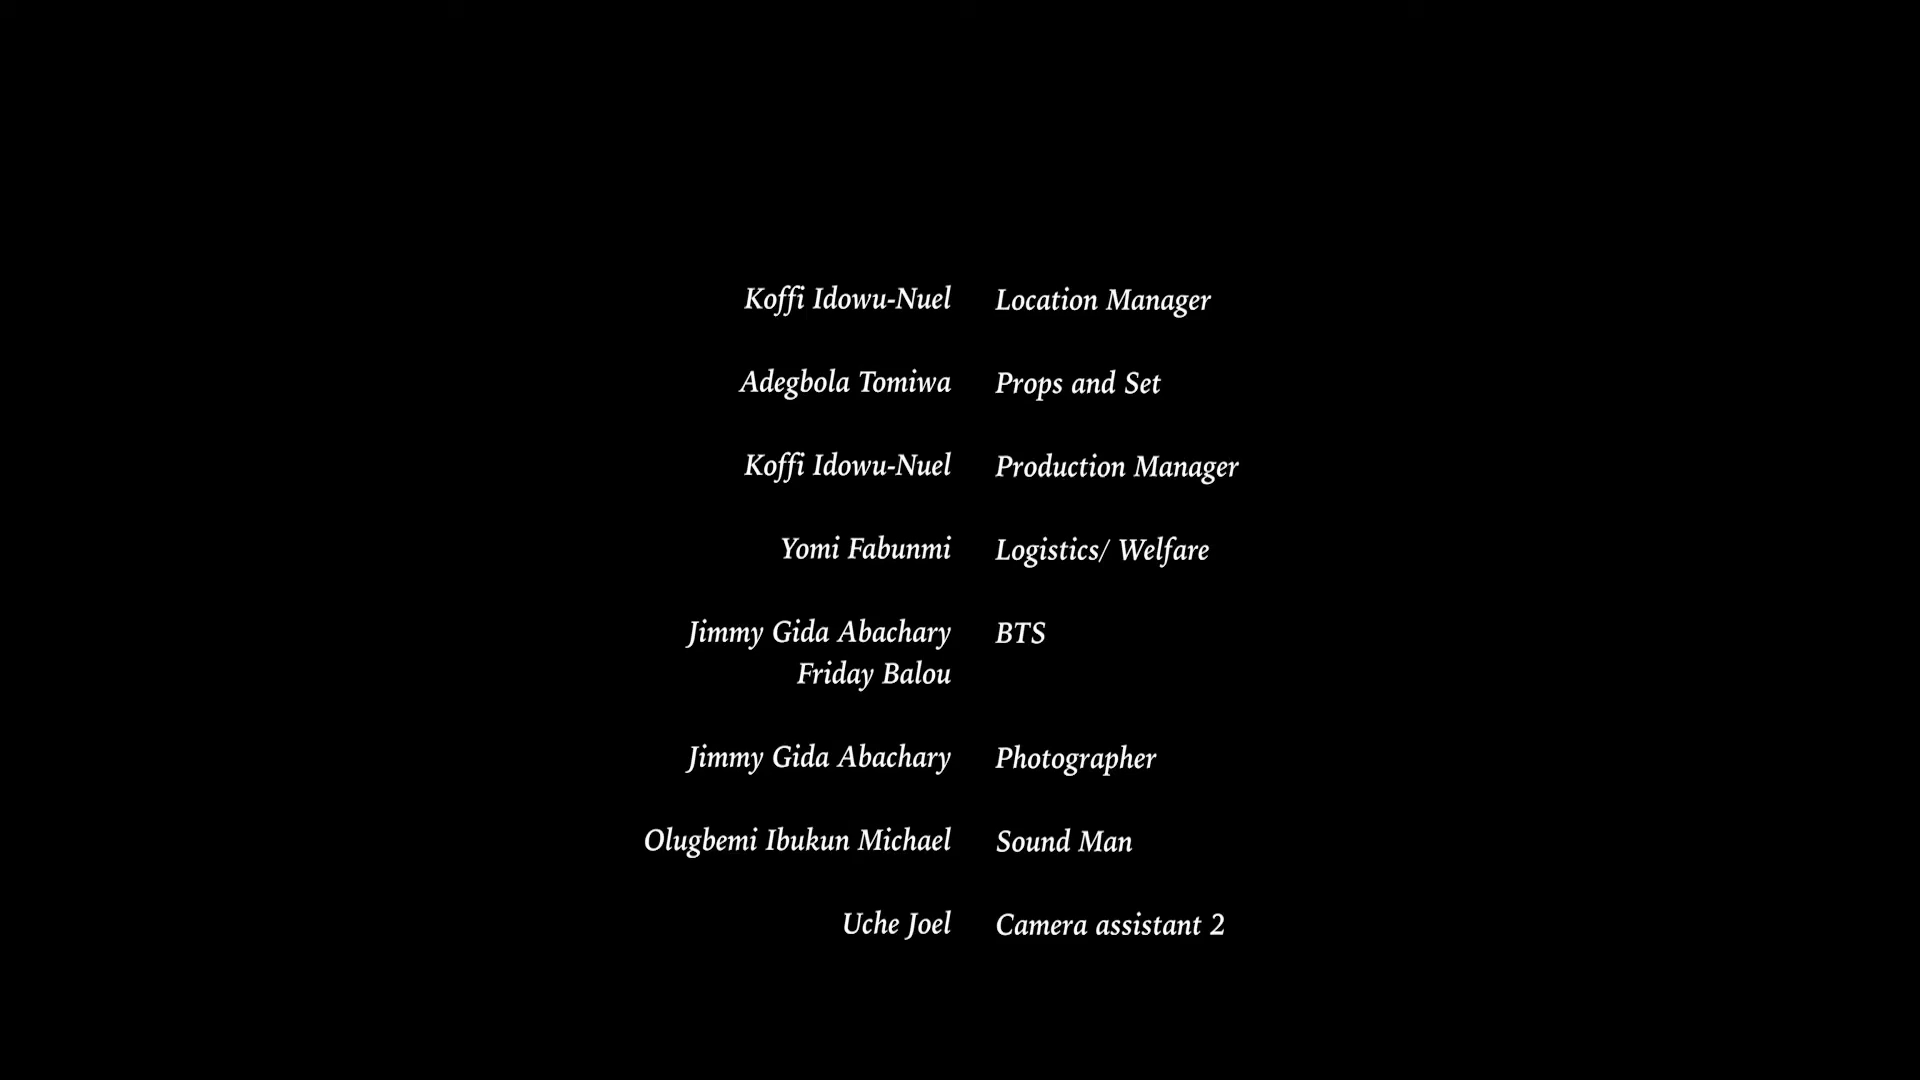 Koffi Idowu-Nuel Location Manager
Adegbola Tomiwa Props and Set
Koffi Idowu-Nuel Production Manager
Yomi Fabunmi Logistics/ Welfare
Jimmy Gida Abachary BTS
Friday Balou
Jimmy Gida Abachary Photographer
Olugbemi Ibukun Michael Sound Man
Uche Joel Camera assistant 2